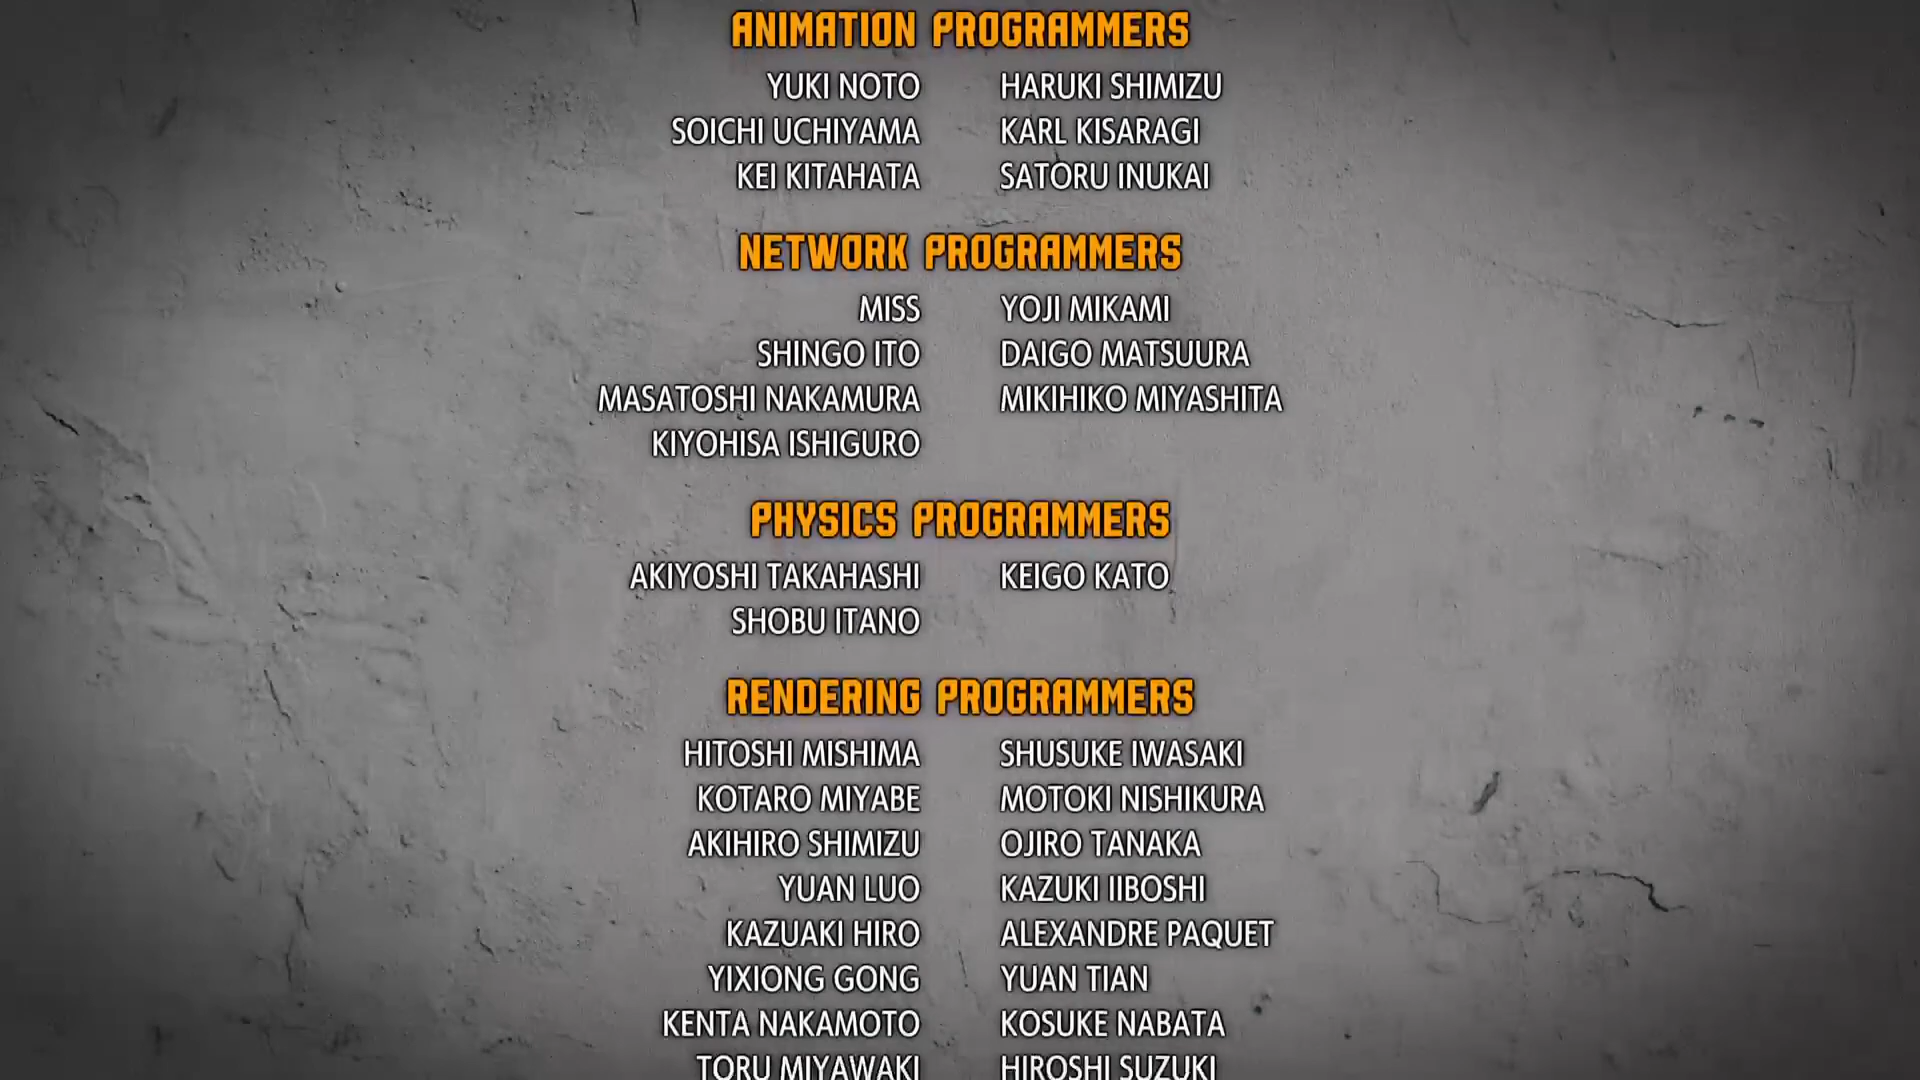 ANIMATION PROGRAMMERS
YUKI NOTO HARUKI SHIMIZU
SOICHI UCHIYAMA KARL KISARAGI
KEI KITAHATA SATORU INUKAI
NETWORK PROGRAMMERS
MISS YOJI MIKAMI
SHINGO ITO DAIGO MATSUURA
MASATOSHI NAKAMURA MIKIHIKO MIYASHITA
KIYOHISA ISHIGURO
PHYSICS PROGRAMMERS
AKIYOSHI TAKAHASHI KEIGO KATO
SHOBU ITANO
RENDERING PROGRAMMERS
HITOSHI MISHIMA SHUSUKE IWASAKI
KOTARO MIYABE MOTOKI NISHIKURA
AKIHIRO SHIMIZU OJIRO TANAKA
YUAN LUO KAZUKI IIBOSHI
KAZUAKI HIRO ALEXANDRE PAQUET
YIXIONG GONG YUAN TIAN
KENTA NAKAMOTO KOSUKE NABATA
TORU MIYAWAKI HIROSHI SUZUKI